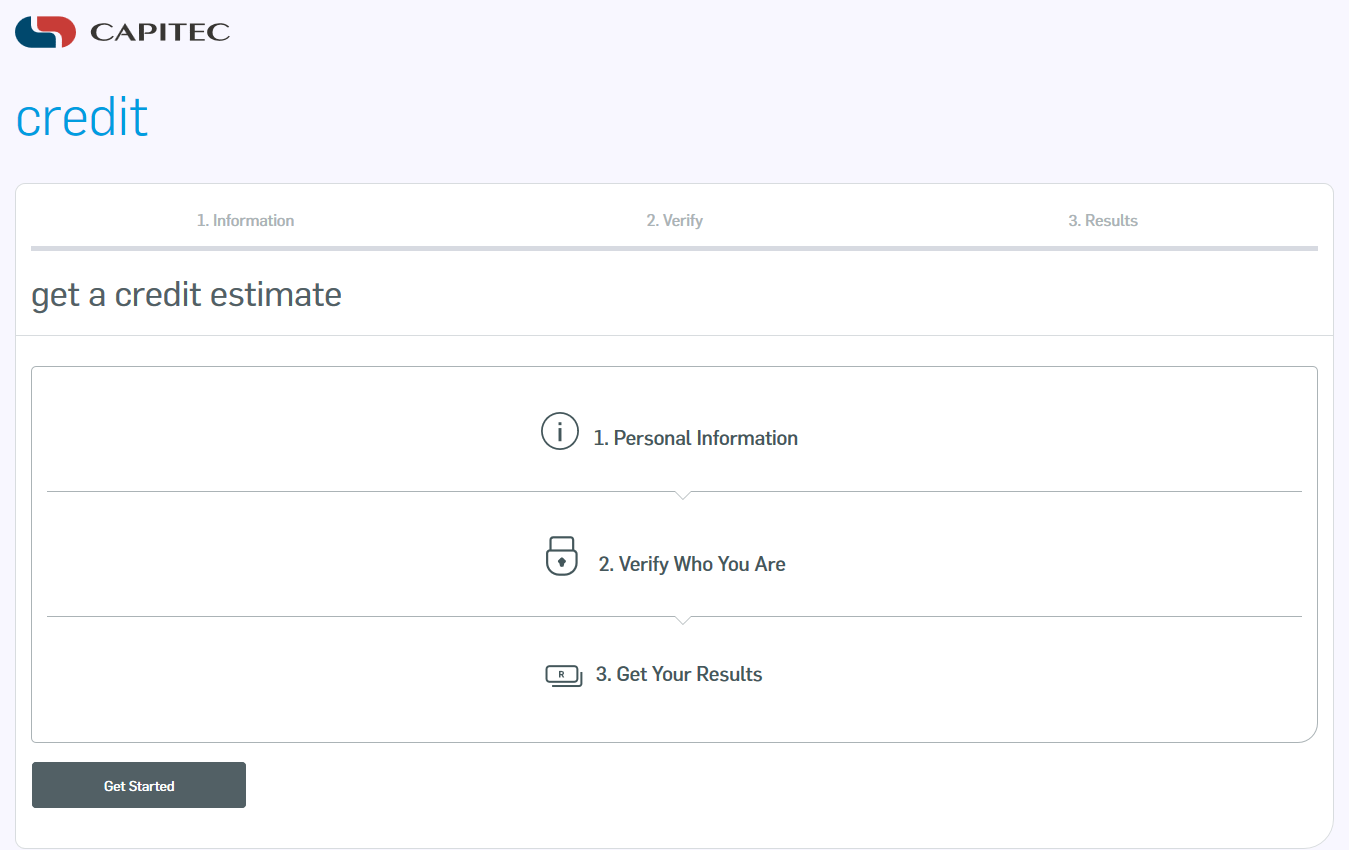 CAPITEC
credit
1. Information
2. Verify
3. Results
get a credit estimate
1. Personal Information
2. Verify Who You Are
R
3. Get Your Results
Get Started